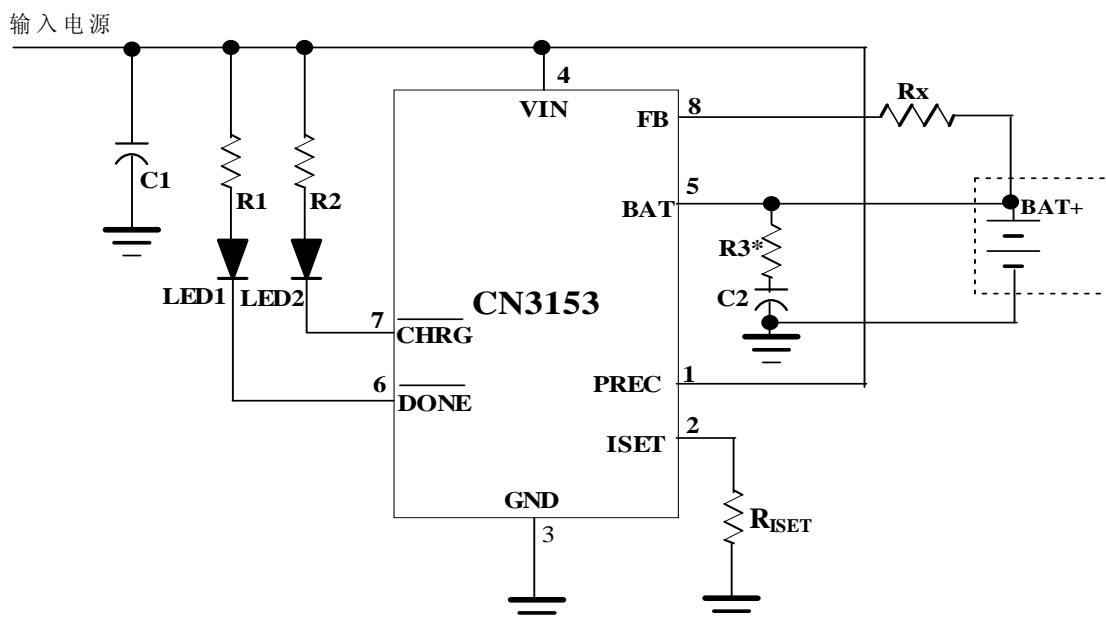 输入电源
4
VIN
8
Rx
FB
C1
R1
R2
5
BAT
BAT+
R3*
LED1
LED2
C2
CN3153
7
CHRG
6
DONE
PREC
1
2
ISET
GND
3
RISET